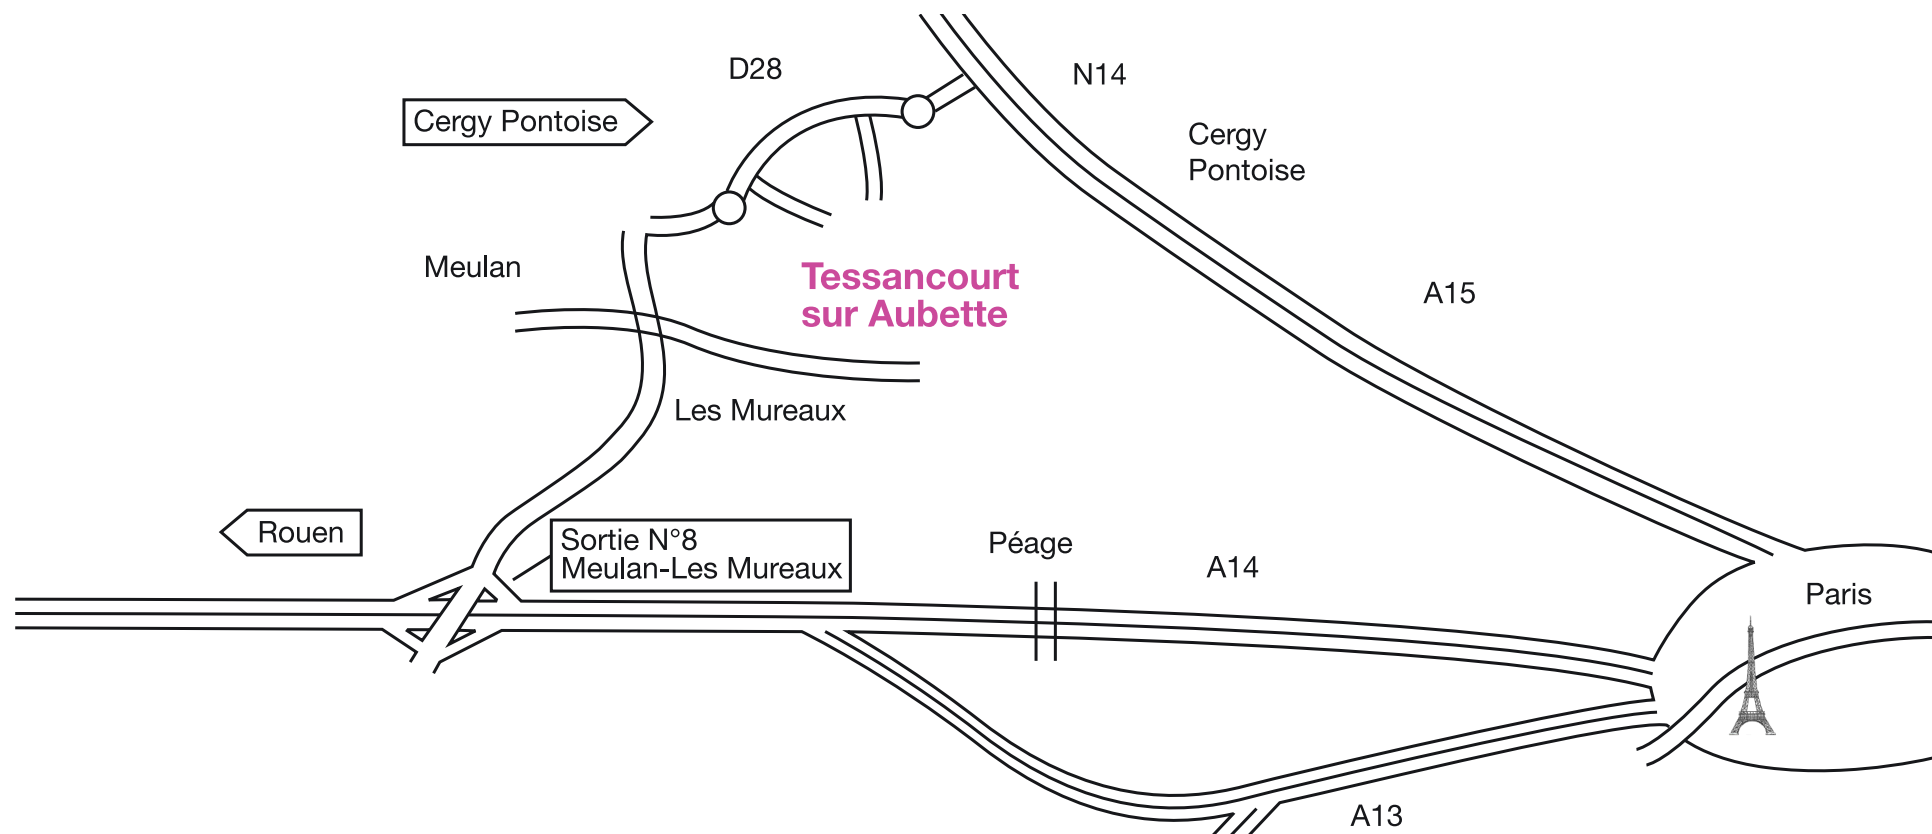 D28
N14
Cergy Pontoise
Cergy
Pontoise
Meulan
Tessancourt
sur Aubette
A15
Les Mureaux
Rouen
Sortie N°8
Meulan-Les Mureaux
Péage
A14
Paris
A13